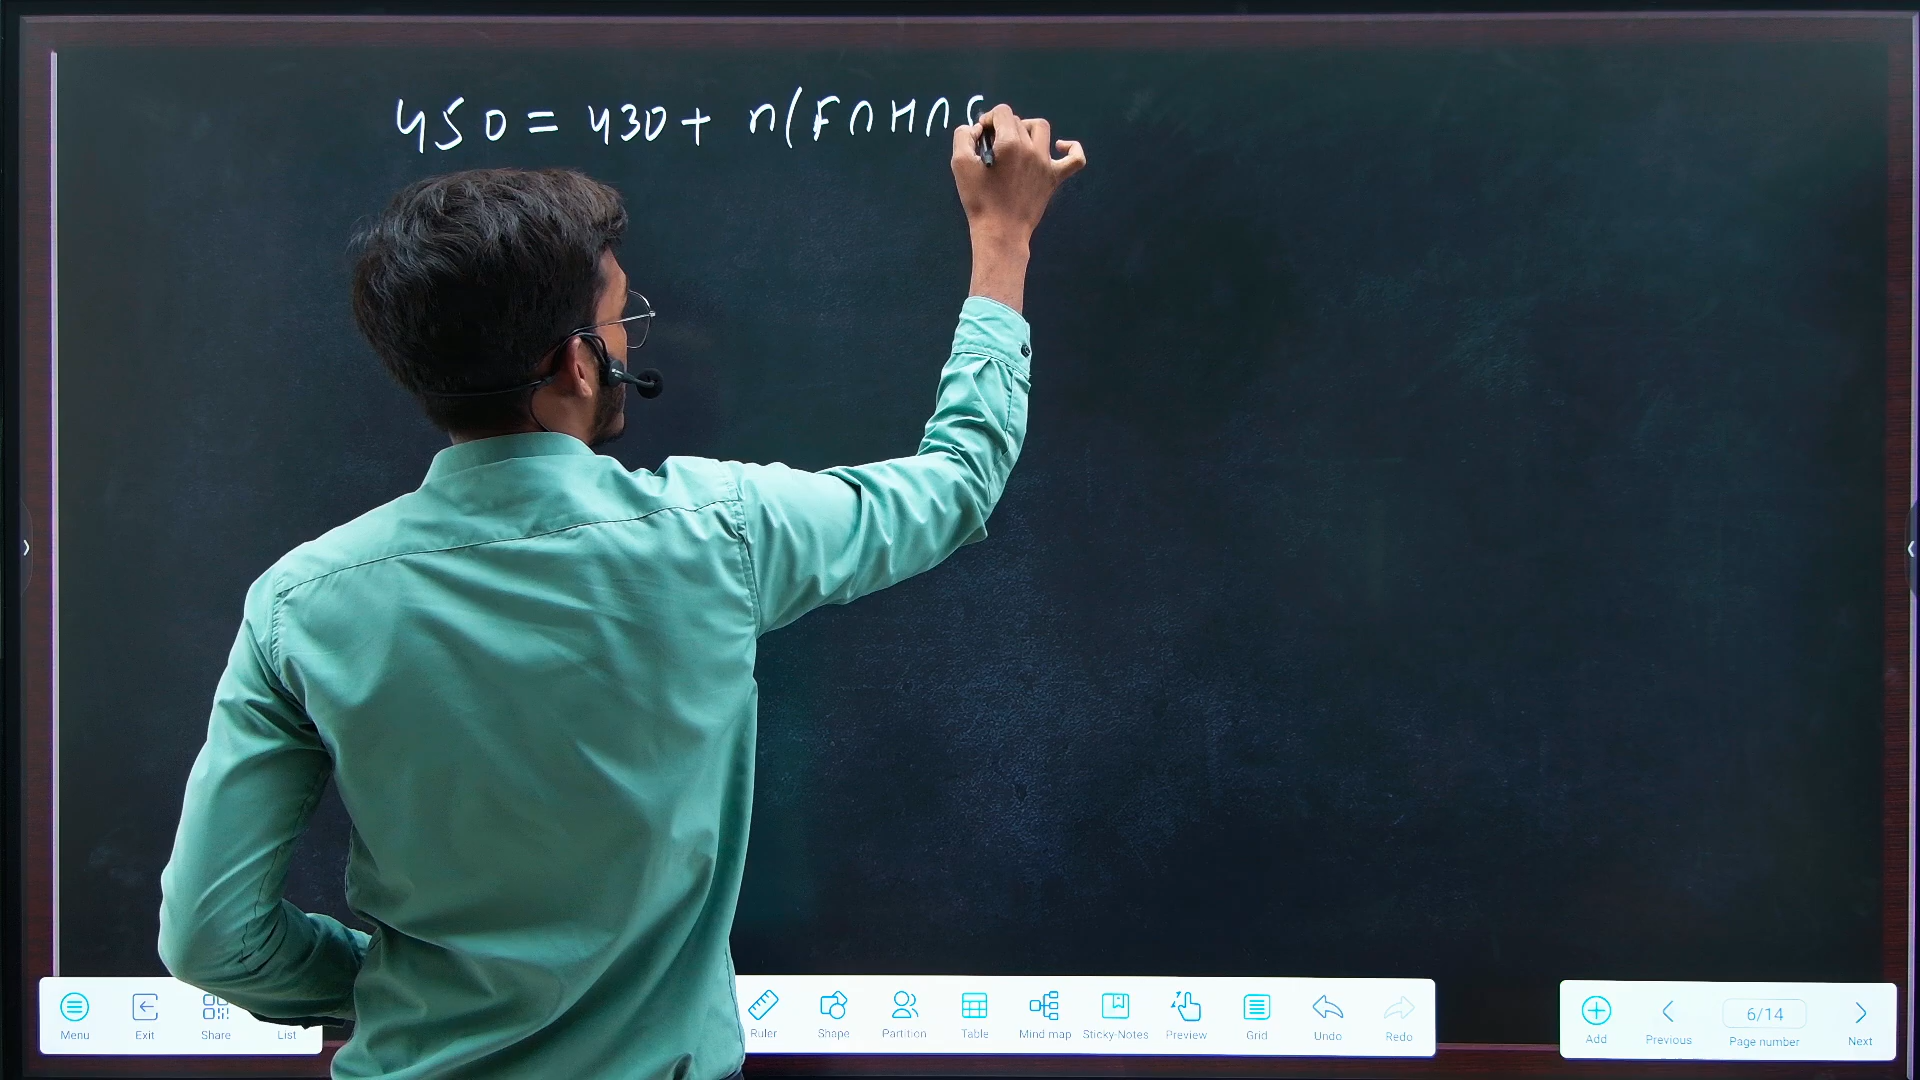 450 = 430 + n(F∩H∩
Menu
Exit
Share
List
Ruler
Shape
Partition
Table
Mind map
Sticky-Notes
Preview
Grid
Undo
Redo
Add
Previous
6/14
Page number
Next